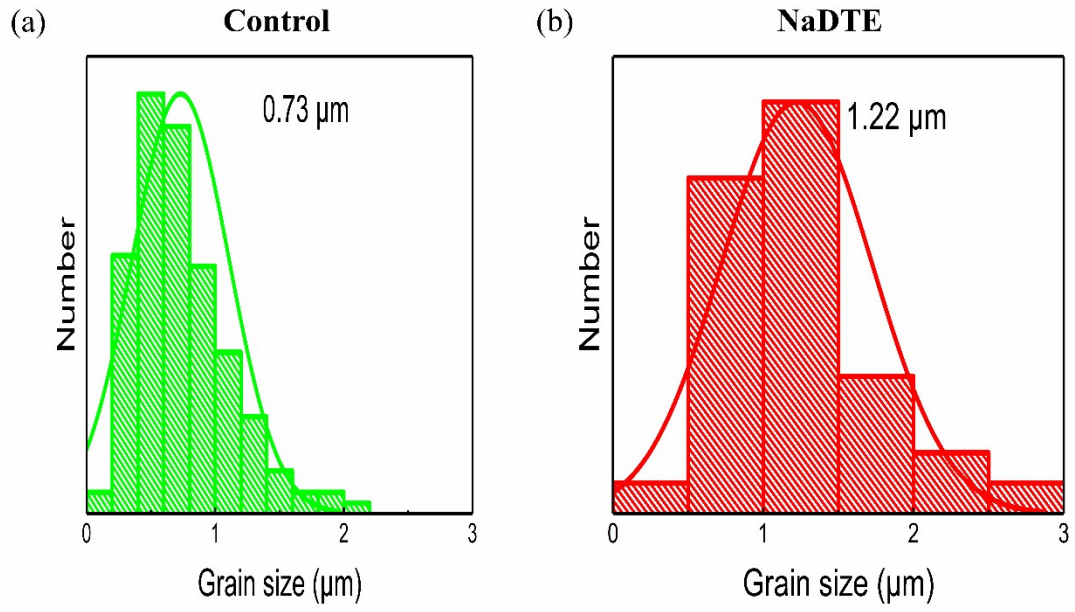 (a)
Control
0.73 µm
Number
0
1
2
3
Grain size (µm)
(b)
NaDTE
1.22 µm
Number
0
1
2
3
Grain size (µm)